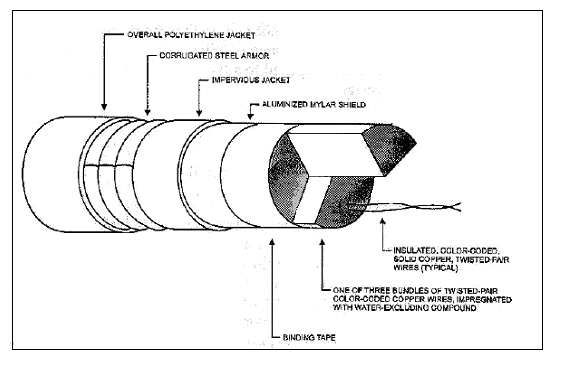 OVERALL POLYETHYLENE JACKET
CORRUGATED STEEL ARMOR
IMPERVIOUS JACKET
ALUMINIZED MYLAR SHIELD
INSULATED, COLOR-CODED,
SOLID COPPER, TWISTED-PAIR
WIRES (TYPICAL)
ONE OF THREE BUNDLES OF TWISTED-PAIR
COLOR-CODED COPPER WIRES, IMPREGNATED
WITH WATER-EXCLUDING COMPOUND
BINDING TAPE